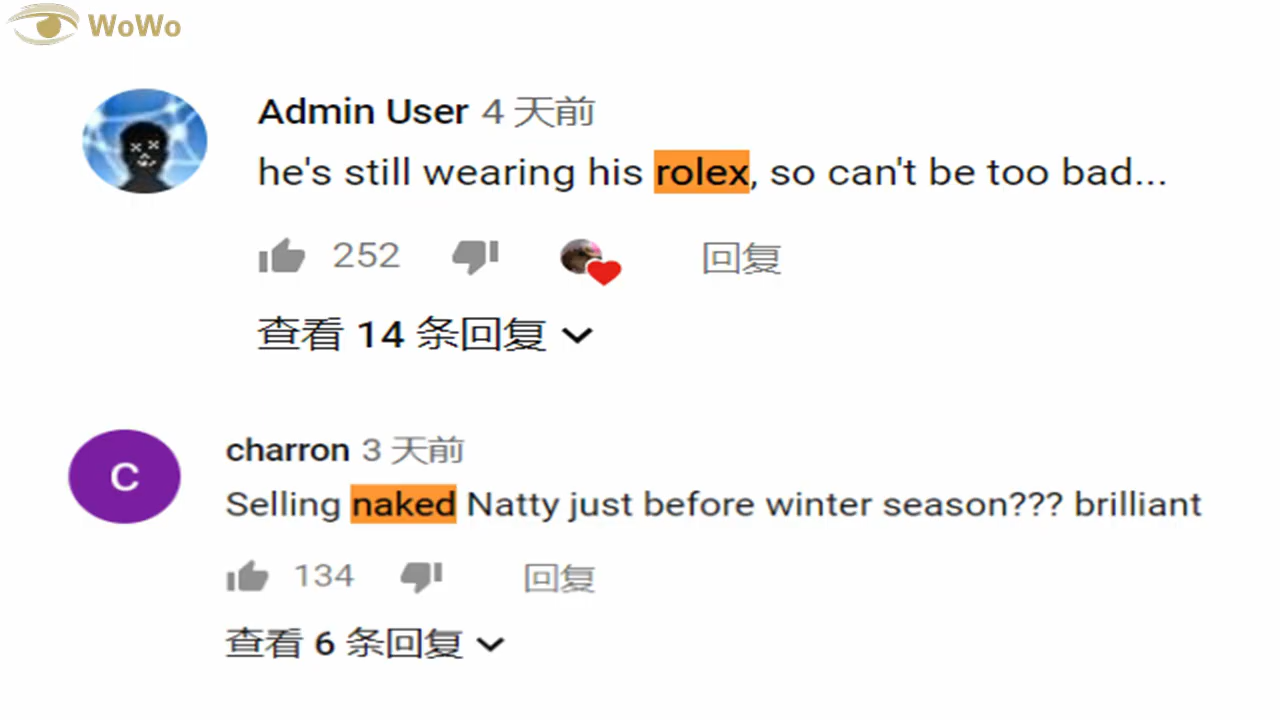 WoWo
Admin User 4 天前
he's still wearing his rolex, so can't be too bad...
252 回复
查看 14 条回复
C
charron 3 天前
Selling naked Natty just before winter season??? brilliant
134 回复
查看 6 条回复